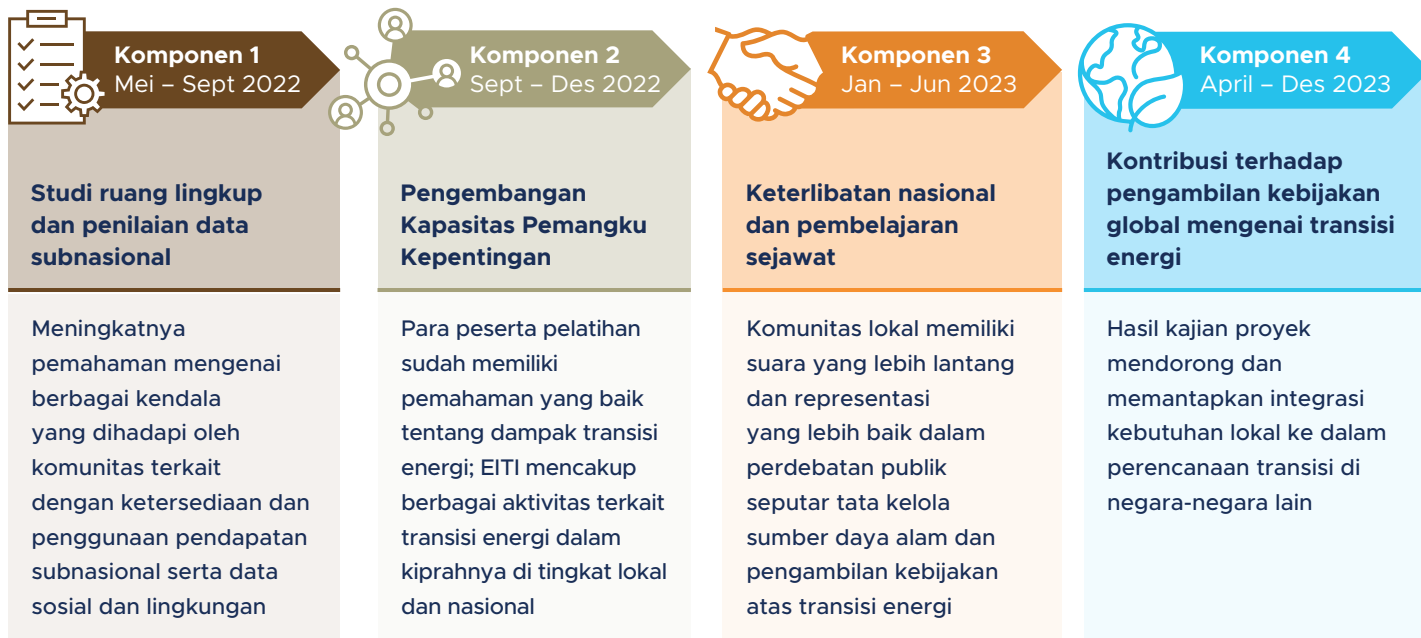 Komponen 1
Mei – Sept 2022
Studi ruang lingkup
dan penilaian data
subnasional
Meningkatnya
pemahaman mengenai
berbagai kendala
yang dihadapi oleh
komunitas terkait
dengan ketersediaan dan
penggunaan pendapatan
subnasional serta data
sosial dan lingkungan
Komponen 2
Sept – Des 2022
Pengembangan
Kapasitas Pemangku
Kepentingan
Para peserta pelatihan
sudah memiliki
pemahaman yang baik
tentang dampak transisi
energi; EITI mencakup
berbagai aktivitas terkait
transisi energi dalam
kiprahnya di tingkat lokal
dan nasional
Komponen 3
Jan – Jun 2023
Keterlibatan nasional
dan pembelajaran
sejawat
Komunitas lokal memiliki
suara yang lebih lantang
dan representasi
yang lebih baik dalam
perdebatan publik
seputar tata kelola
sumber daya alam dan
pengambilan kebijakan
atas transisi energi
Komponen 4
April – Des 2023
Kontribusi terhadap
pengambilan kebijakan
global mengenai transisi
energi
Hasil kajian proyek
mendorong dan
memantapkan integrasi
kebutuhan lokal ke dalam
perencanaan transisi di
negara-negara lain